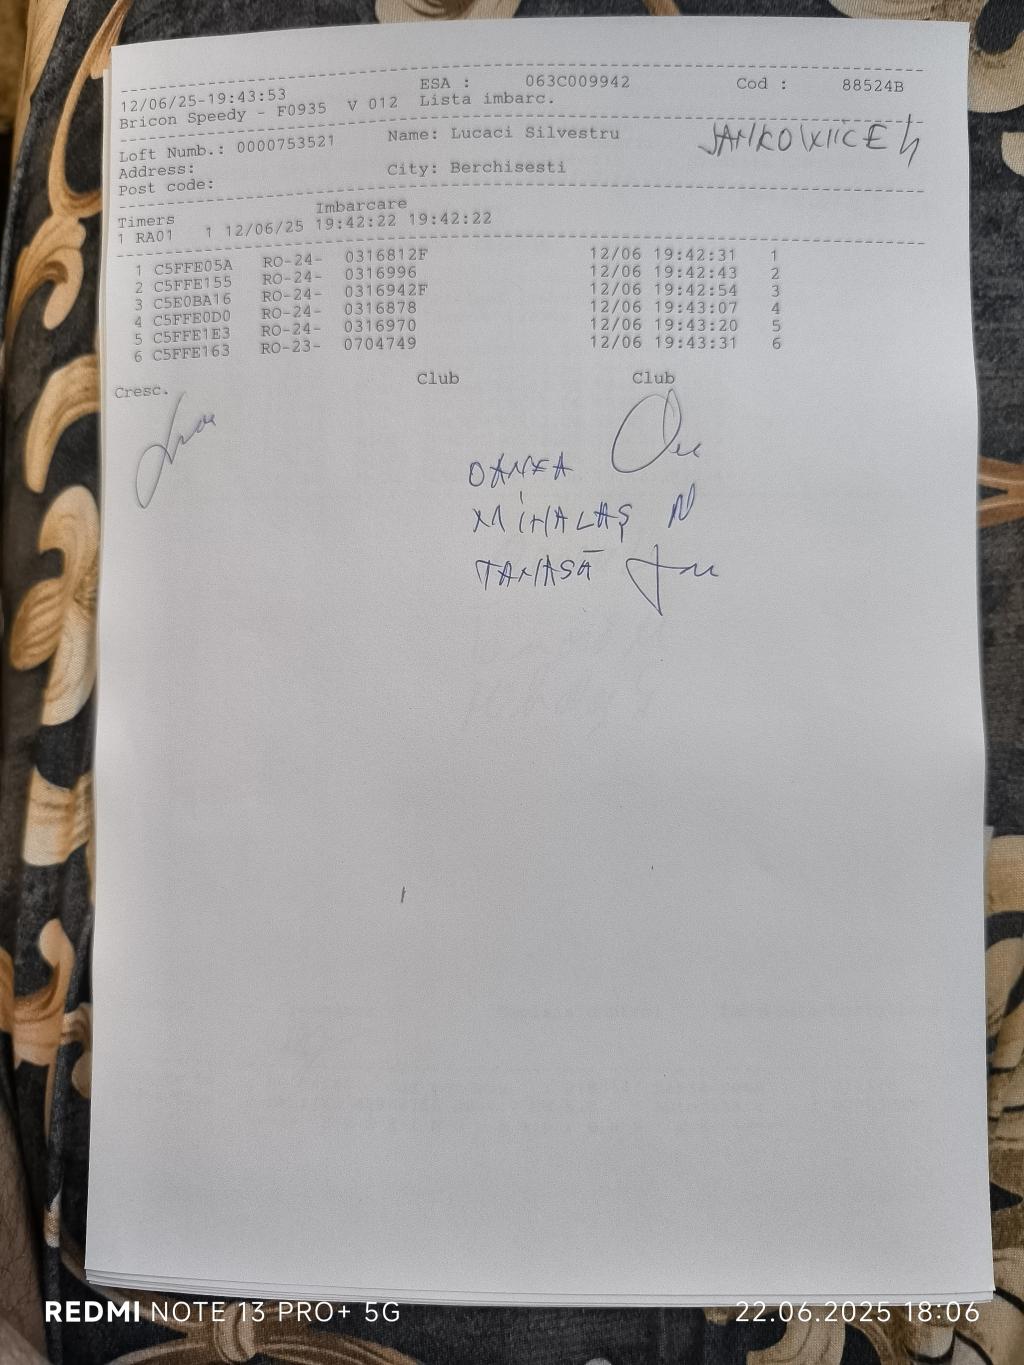 ESA : 063C009942 Cod : 88524B
12/06/25-19:43:53
Bricon Speedy - F0935 V 012 Lista imbarc.
Loft Numb.: 0000753521 Name: Lucaci Silvestru
JANKOWICE
Address: City: Berchisesti
Post code:
Timers Imbarcare
1 RA01 1 12/06/25 19:42:22 19:42:22
1 C5FFE05A RO-24- 0316812F 12/06 19:42:31 1
2 C5FFE155 RO-24- 0316996 12/06 19:42:43 2
3 C5E0BA16 RO-24- 0316942F 12/06 19:42:54 3
4 C5FFE0D0 RO-24- 0316878 12/06 19:43:07 4
5 C5FFE1E3 RO-24- 0316970 12/06 19:43:20 5
6 C5FFE163 RO-23- 0704749 12/06 19:43:31 6
Cresc. Club Club
OANEA
MIHALAȘ
TANASĂ
REDMI NOTE 13 PRO+ 5G 22.06.2025 18:06